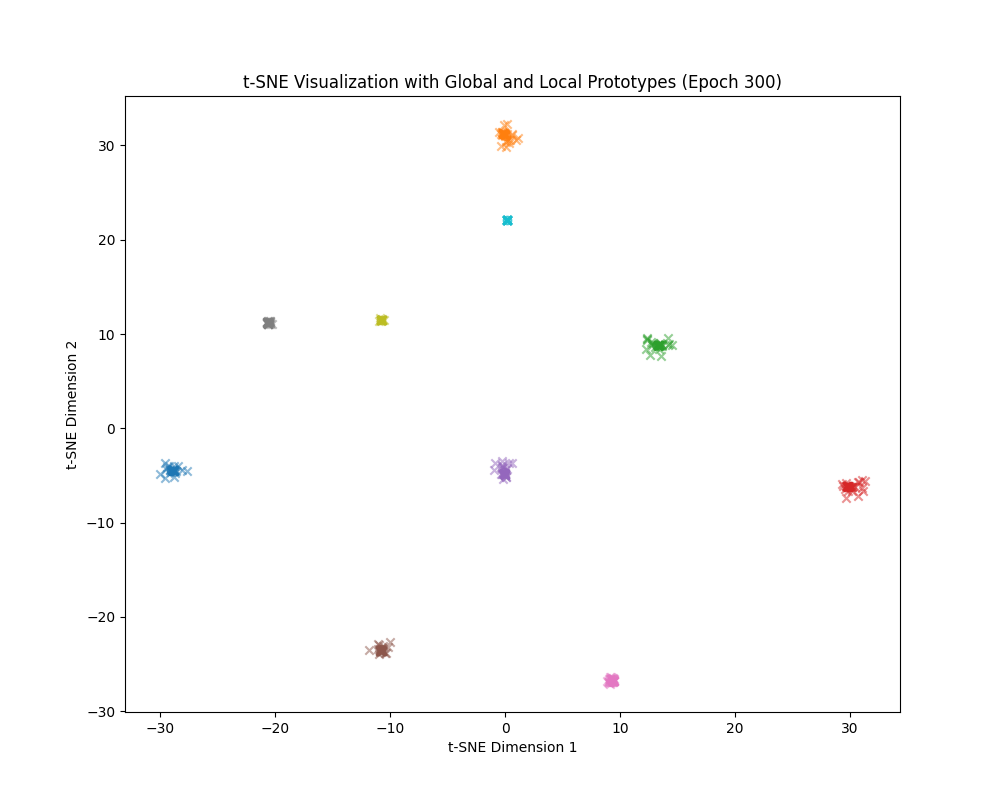 t-SNE Visualization with Global and Local Prototypes (Epoch 300)
t-SNE Dimension 2
30
20
10
0
−10
−20
−30
−30 −20 −10 0 10 20 30
t-SNE Dimension 1